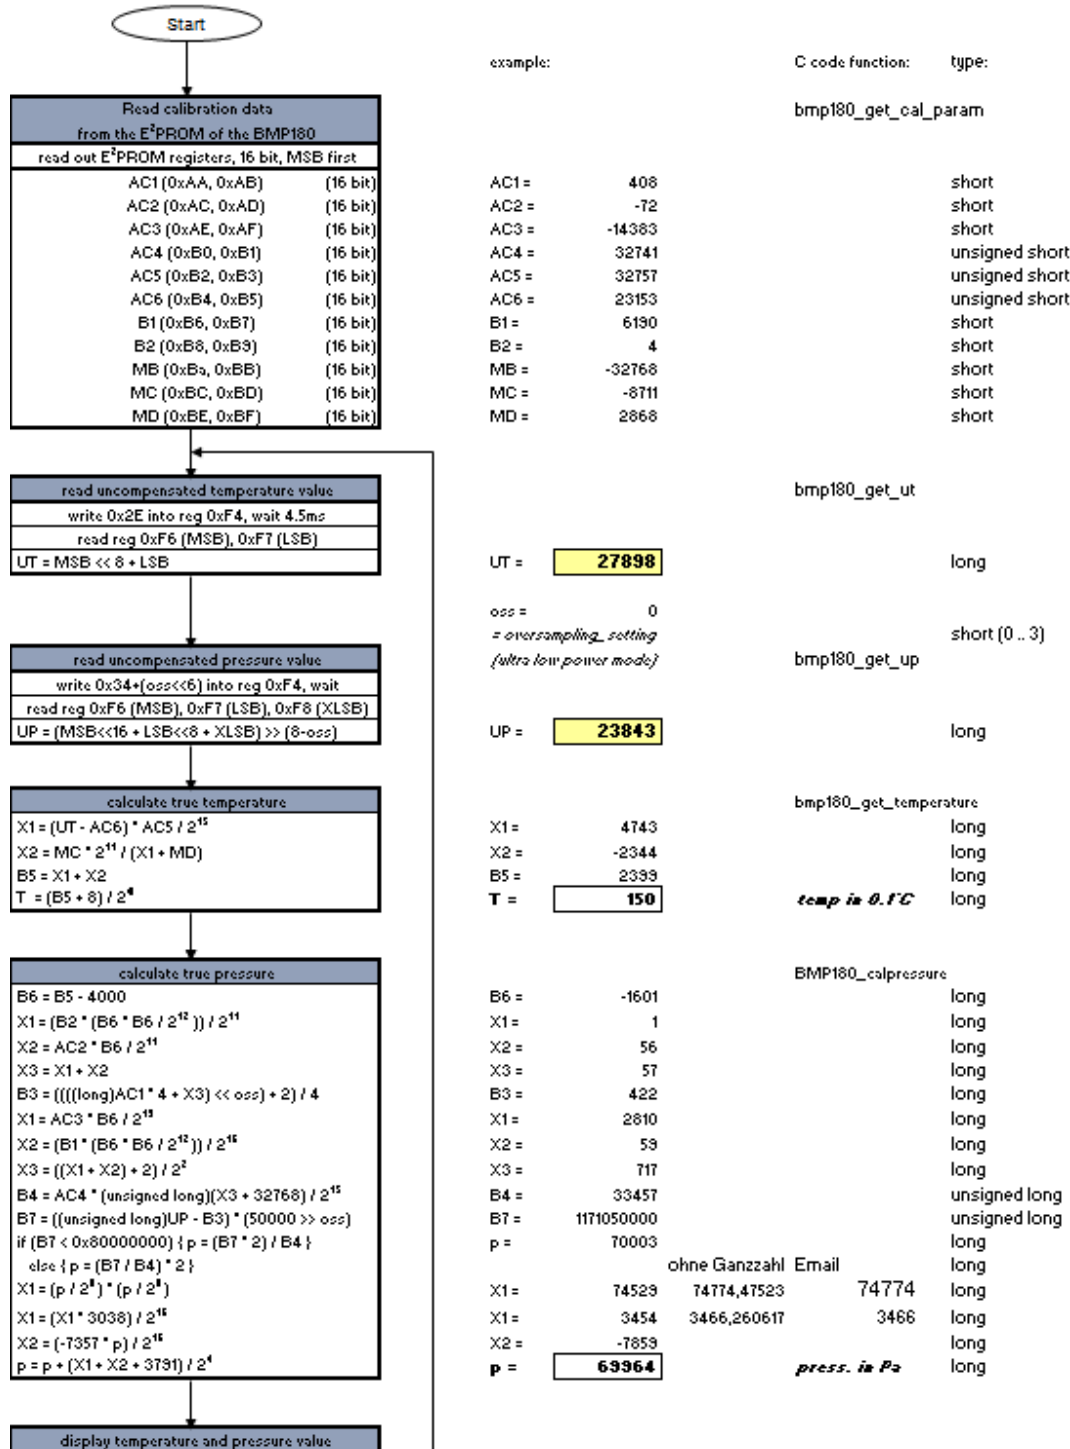 Start
example: C code function: type:
Read calibration data bmp180_get_cal_param
from the E²PROM of the BMP180
read out E²PROM registers, 16 bit, MSB first
AC1 (0xAA, 0xAB) (16 bit) AC1 = 408 short
AC2 (0xAC, 0xAD) (16 bit) AC2 = -72 short
AC3 (0xAE, 0xAF) (16 bit) AC3 = -14383 short
AC4 (0xB0, 0xB1) (16 bit) AC4 = 32741 unsigned short
AC5 (0xB2, 0xB3) (16 bit) AC5 = 32757 unsigned short
AC6 (0xB4, 0xB5) (16 bit) AC6 = 23153 unsigned short
B1 (0xB6, 0xB7) (16 bit) B1 = 6190 short
B2 (0xB8, 0xB9) (16 bit) B2 = 4 short
MB (0xBa, 0xBB) (16 bit) MB = -32768 short
MC (0xBC, 0xBD) (16 bit) MC = -8711 short
MD (0xBE, 0xBF) (16 bit) MD = 2868 short
read uncompensated temperature value bmp180_get_ut
write 0x2E into reg 0xF4, wait 4.5ms
read reg 0xF6 (MSB), 0xF7 (LSB)
UT = MSB << 8 + LSB UT = 27898 long
oss = 0
= oversampling_setting short (0 .. 3)
read uncompensated pressure value (ultra low power mode) bmp180_get_up
write 0x34+(oss<<6) into reg 0xF4, wait
read reg 0xF6 (MSB), 0xF7 (LSB), 0xF8 (XLSB)
UP = (MSB<<16 + LSB<<8 + XLSB) >> (8-oss) UP = 23843 long
calculate true temperature bmp180_get_temperature
X1 = (UT - AC6) * AC5 / 2¹⁵ X1 = 4743 long
X2 = MC * 2¹¹ / (X1 + MD) X2 = -2344 long
B5 = X1 + X2 B5 = 2399 long
T = (B5 + 8) / 2⁴ T = 150 temp in 0.1°C long
calculate true pressure BMP180_calpressure
B6 = B5 - 4000 B6 = -1601 long
X1 = (B2 * (B6 * B6 / 2¹² )) / 2¹¹ X1 = 1 long
X2 = AC2 * B6 / 2¹¹ X2 = 56 long
X3 = X1 + X2 X3 = 57 long
B3 = ((((long)AC1 * 4 + X3) << oss) + 2) / 4 B3 = 422 long
X1 = AC3 * B6 / 2¹³ X1 = 2810 long
X2 = (B1 * (B6 * B6 / 2¹² )) / 2¹⁶ X2 = 59 long
X3 = ((X1 + X2) + 2) / 2² X3 = 717 long
B4 = AC4 * (unsigned long)(X3 + 32768) / 2¹⁵ B4 = 33457 unsigned long
B7 = ((unsigned long)UP - B3) * (50000 >> oss) B7 = 1171050000 unsigned long
if (B7 < 0x80000000) { p = (B7 * 2) / B4 } p = 70003 long
else { p = (B7 / B4) * 2 } ohne Ganzzahl Email long
X1 = (p / 2⁸) * (p / 2⁸) X1 = 74529 74774,47523 74774 long
X1 = (X1 * 3038) / 2¹⁶ X1 = 3454 3466,260617 3466 long
X2 = (-7357 * p) / 2¹⁶ X2 = -7859 long
p = p + (X1 + X2 + 3791) / 2⁴ p = 69964 press. in Pa long
display temperature and pressure value